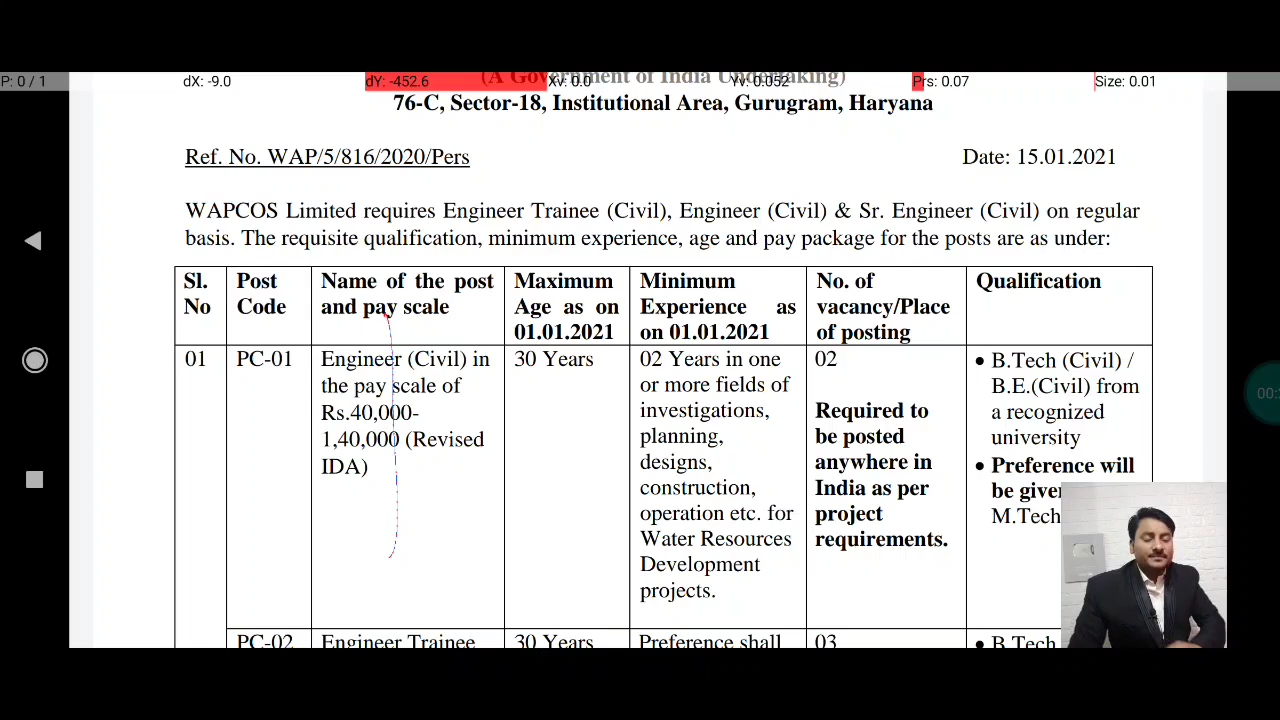 P: 0 / 1 dX: -9.0 dY: -452.6 Xv: 0.0 Yv: 0.052 Prs: 0.07 Size: 0.01
(A Government of India Undertaking)
76-C, Sector-18, Institutional Area, Gurugram, Haryana
Ref. No. WAP/5/816/2020/Pers Date: 15.01.2021
WAPCOS Limited requires Engineer Trainee (Civil), Engineer (Civil) & Sr. Engineer (Civil) on regular
basis. The requisite qualification, minimum experience, age and pay package for the posts are as under:
Sl.
No
Post
Code
Name of the post
and pay scale
Maximum
Age as on
01.01.2021
Minimum
Experience as
on 01.01.2021
No. of
vacancy/Place
of posting
Qualification
01
PC-01
Engineer (Civil) in
the pay scale of
Rs.40,000-
1,40,000 (Revised
IDA)
30 Years
02 Years in one
or more fields of
investigations,
planning,
designs,
construction,
operation etc. for
Water Resources
Development
projects.
02
Required to
be posted
anywhere in
India as per
project
requirements.
• B.Tech (Civil) /
B.E.(Civil) from
a recognized
university
• Preference will
be give
M.Tech
PC-02
Engineer Trainee
30 Years
Preference shall
03
• B.Tech